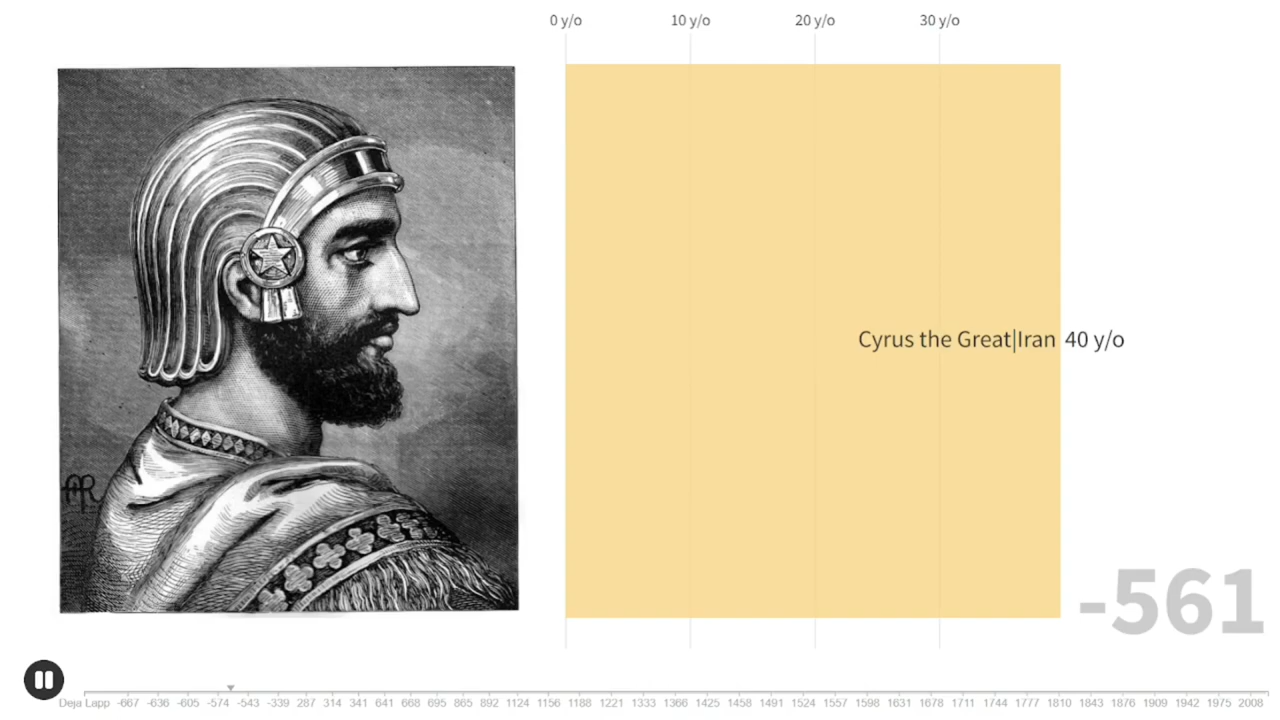 0 y/o 10 y/o 20 y/o 30 y/o
Cyrus the Great|Iran 40 y/o
AR
-561
Deja Lapp -667 -636 -605 -574 -543 -339 287 314 341 641 668 695 865 892 1124 1156 1188 1221 1333 1366 1425 1458 1491 1524 1557 1598 1631 1678 1711 1744 1777 1810 1843 1876 1909 1942 1975 2008